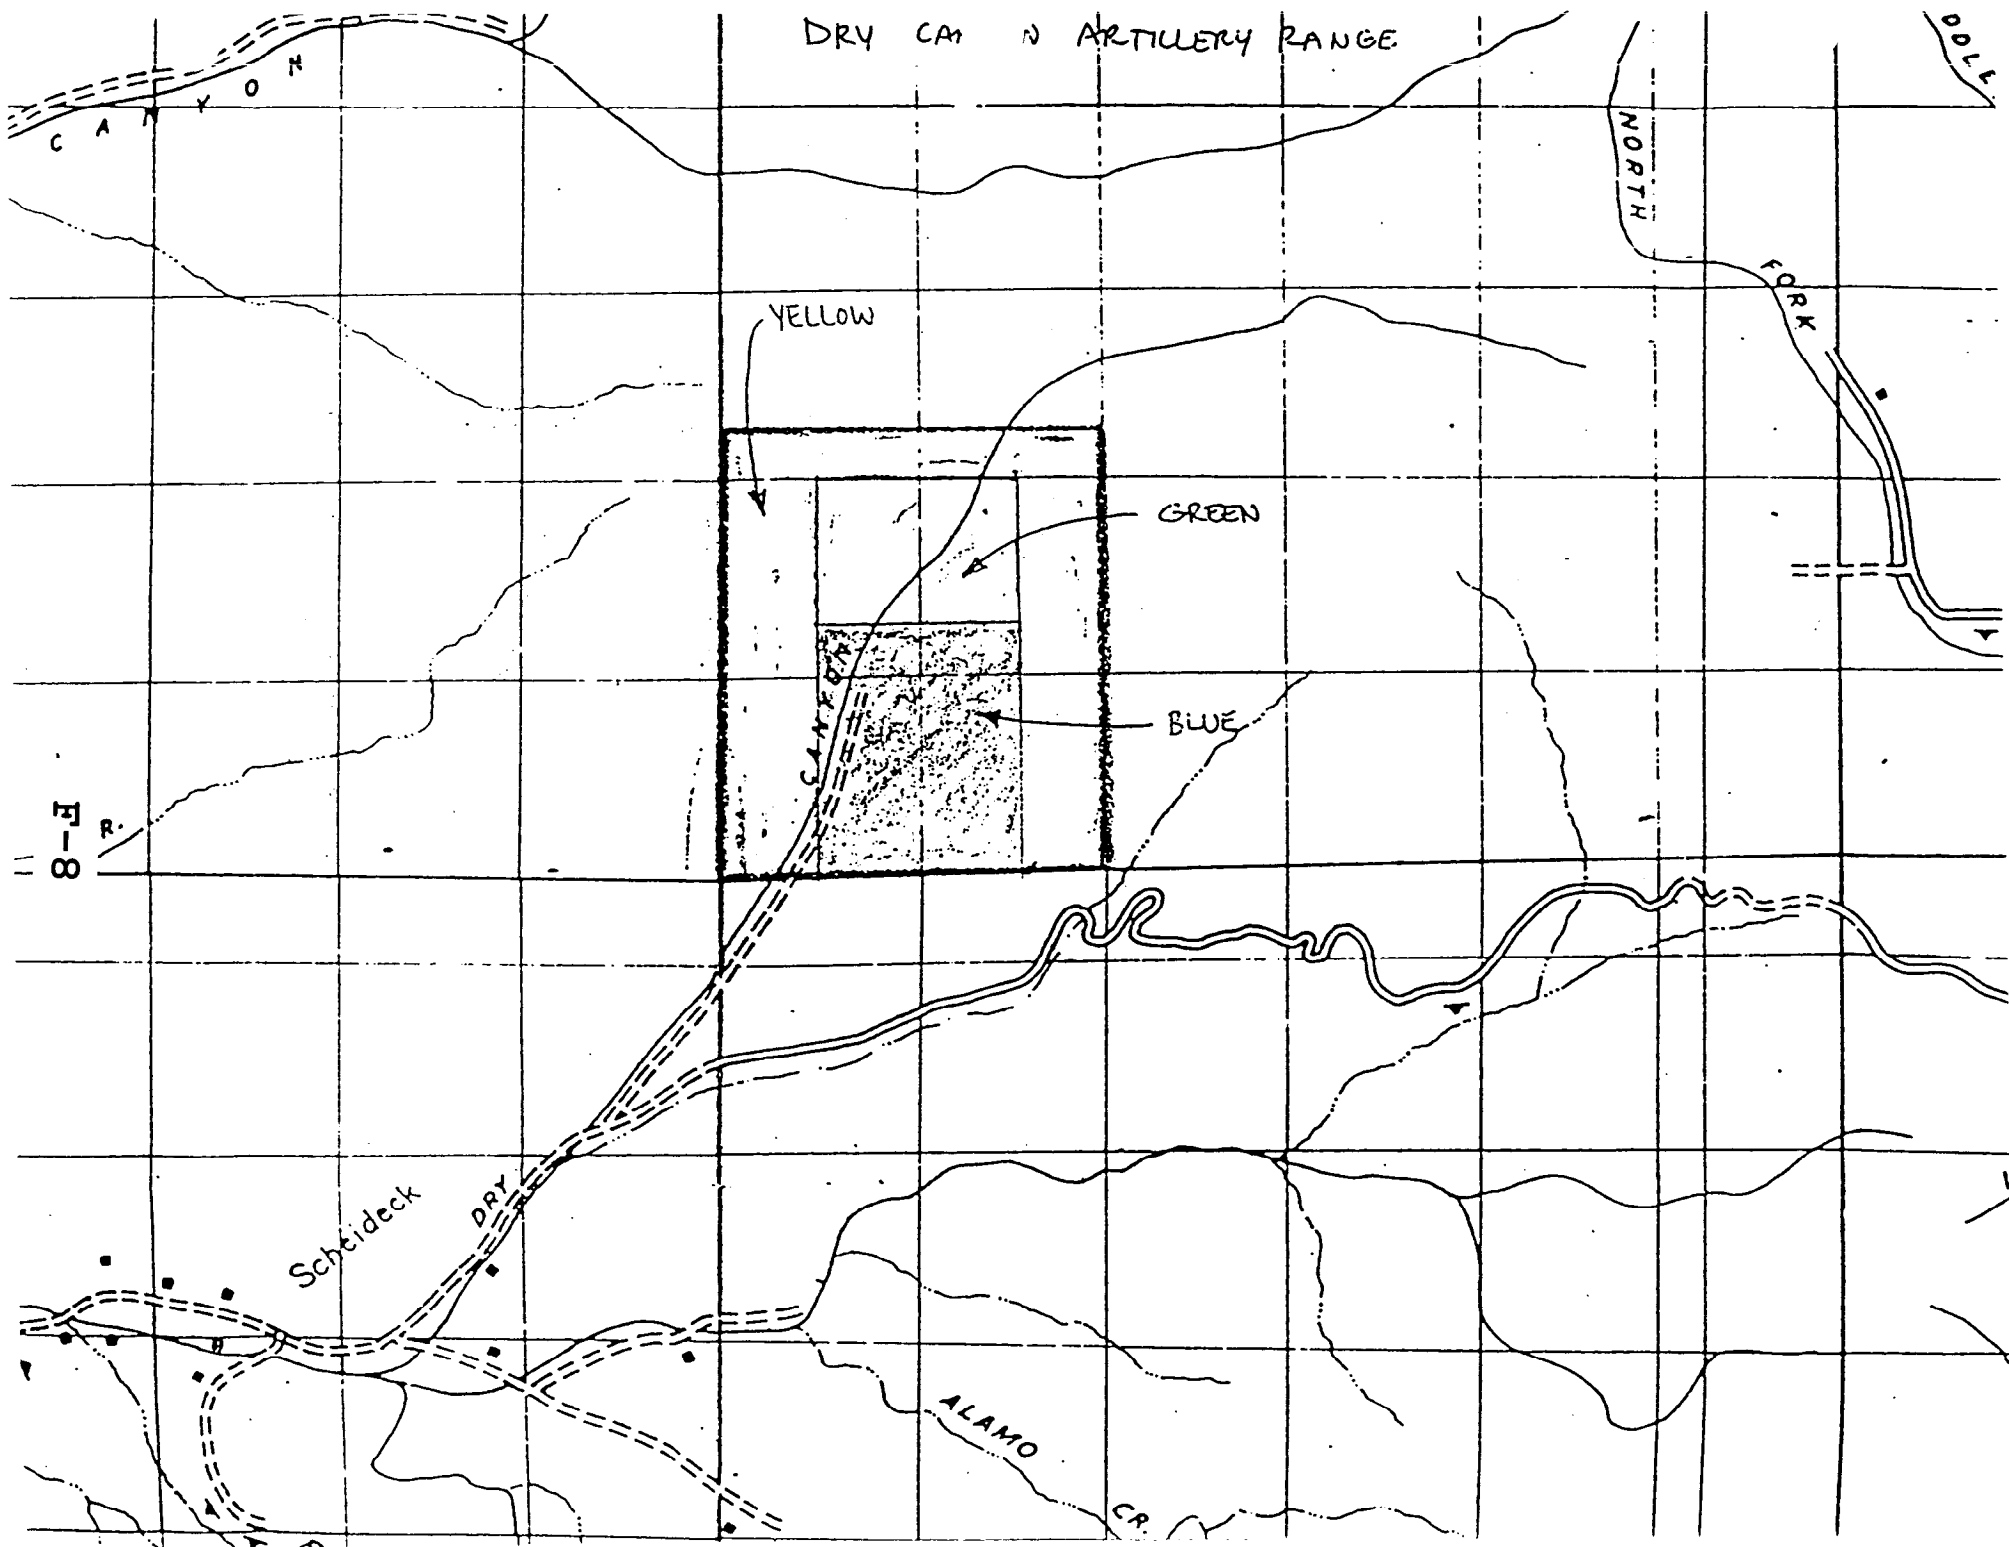 DRY CA N ARTILLERY RANGE
CANYON
NORTH
FORK
YELLOW
GREEN
CANYON
BLUE
E-8
R.
DRY
Scheideck
ALAMO
CR.